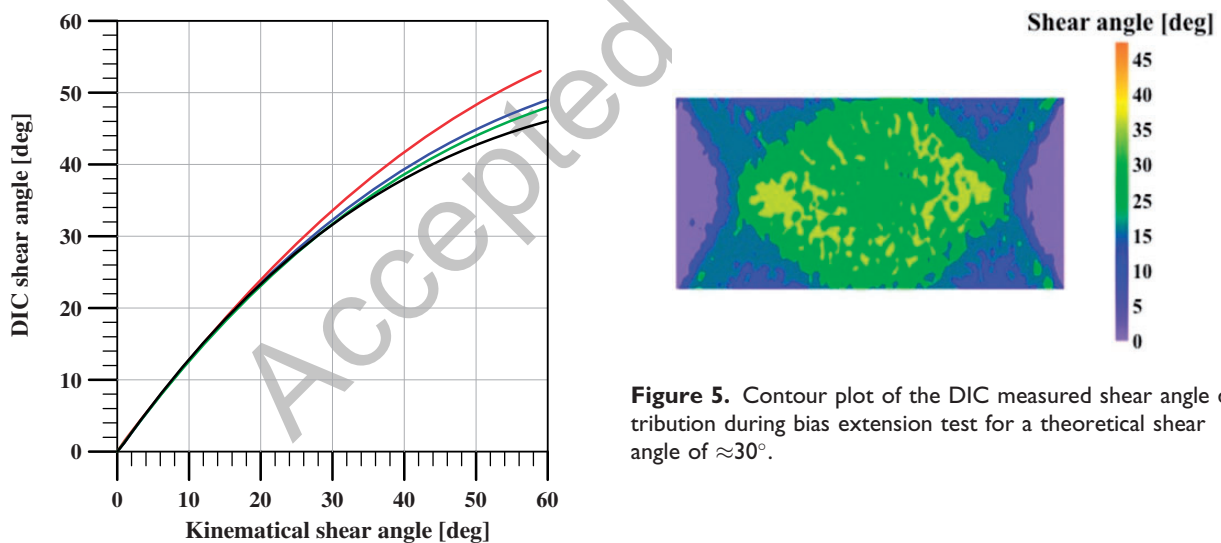 60
50
40
30
20
10
0
DIC shear angle [deg]
0 10 20 30 40 50 60
Kinematical shear angle [deg]
Accepted
Shear angle [deg]
45
40
35
30
25
20
15
10
5
0
Figure 5. Contour plot of the DIC measured shear angle
tribution during bias extension test for a theoretical shear
angle of ≈30°.